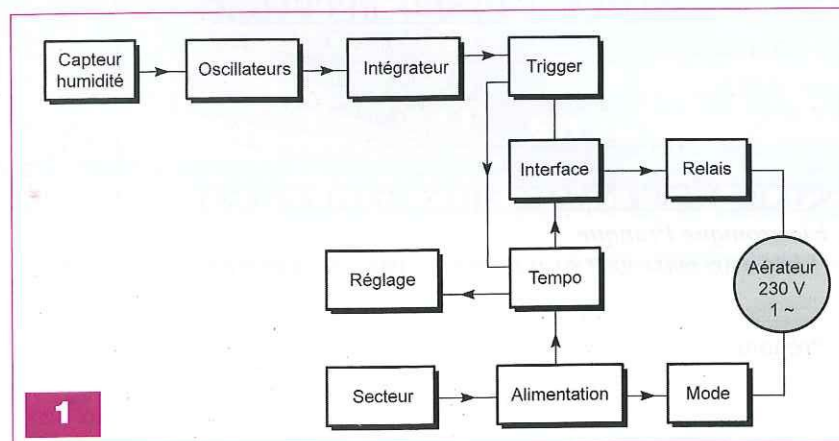 Capteur
humidité
Oscillateurs
Intégrateur
Trigger
Interface
Relais
Réglage
Tempo
Aérateur
230 V
1 ~
Secteur
Alimentation
Mode
1